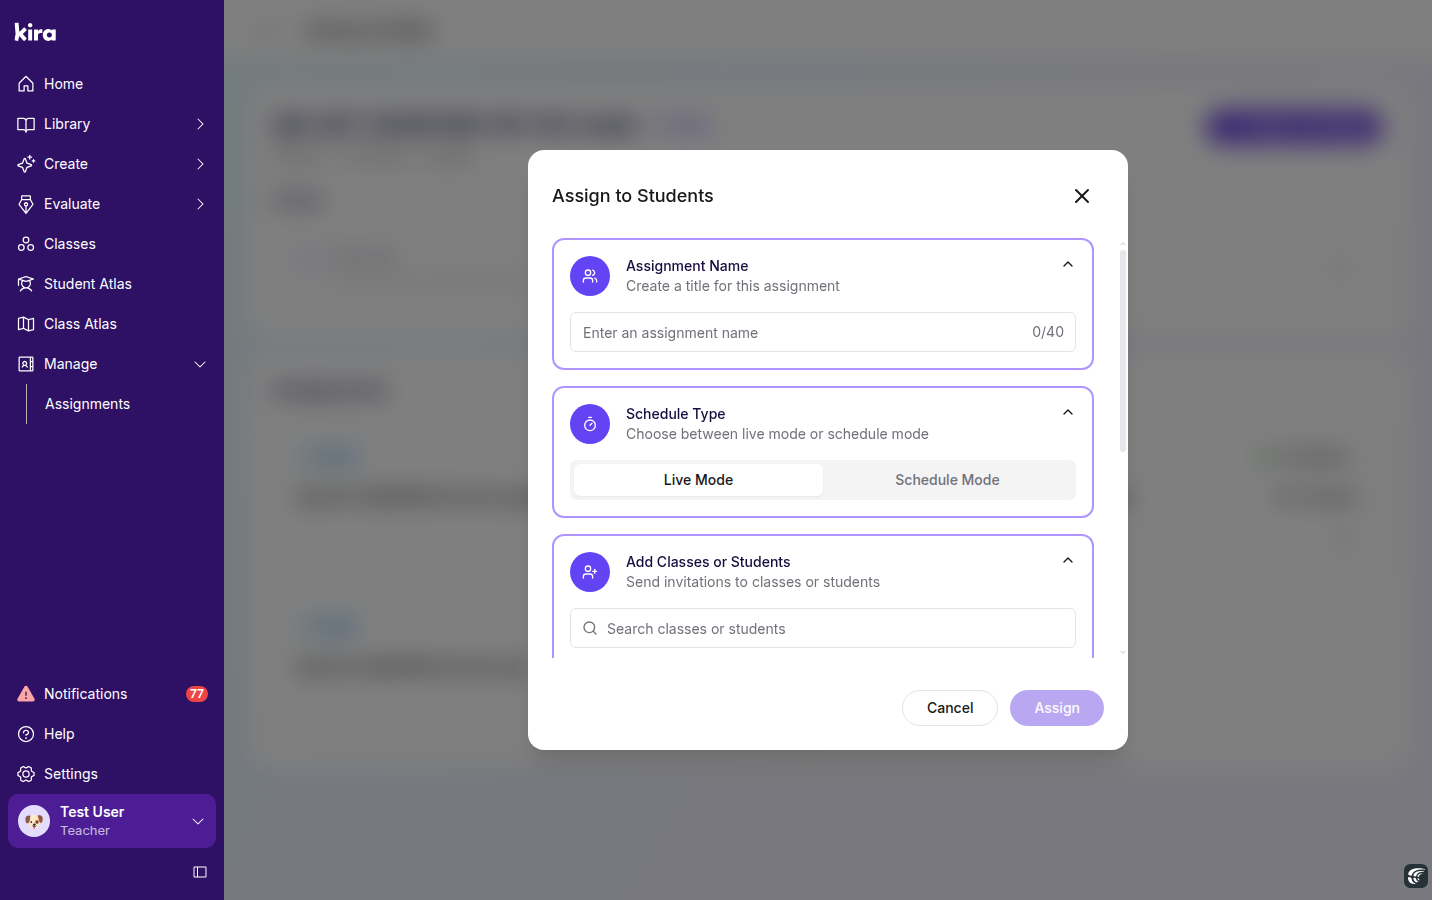 kira
Home
Library
Create
Evaluate
Classes
Student Atlas
Class Atlas
Manage
Assignments
Notifications
77
Help
Settings
Test User
Teacher
Assign to Students
Assignment Name
Create a title for this assignment
Enter an assignment name
0/40
Schedule Type
Choose between live mode or schedule mode
Live Mode
Schedule Mode
Add Classes or Students
Send invitations to classes or students
Search classes or students
Cancel
Assign